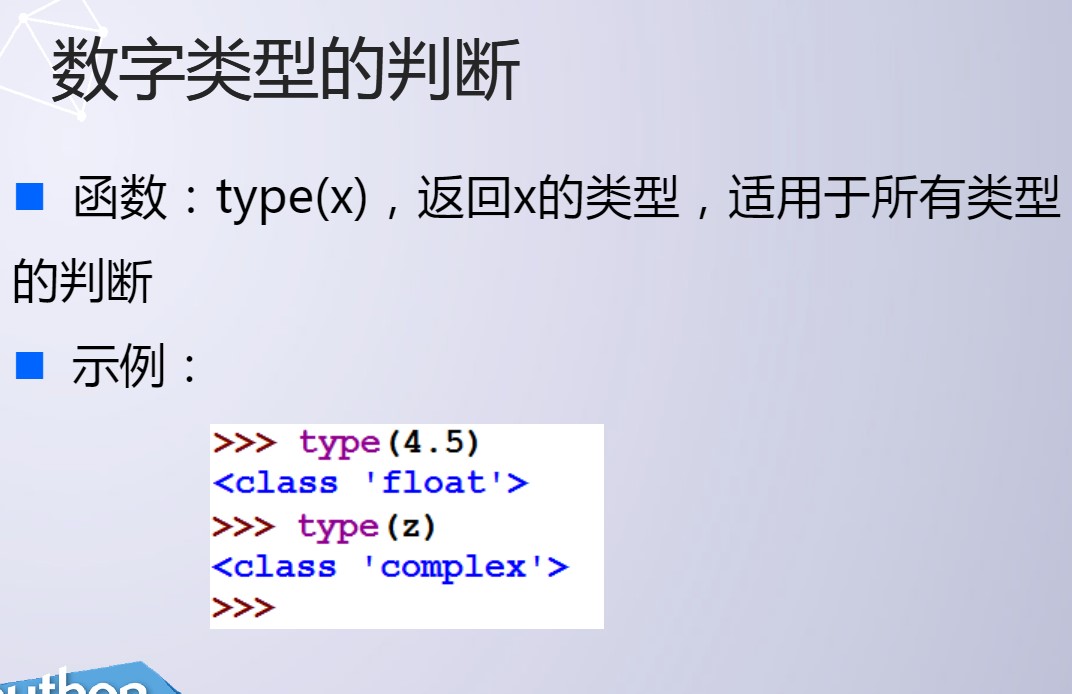 数字类型的判断
函数：type(x)，返回x的类型，适用于所有类型
的判断
示例：
>>> type(4.5)
<class 'float'>
>>> type(z)
<class 'complex'>
>>>